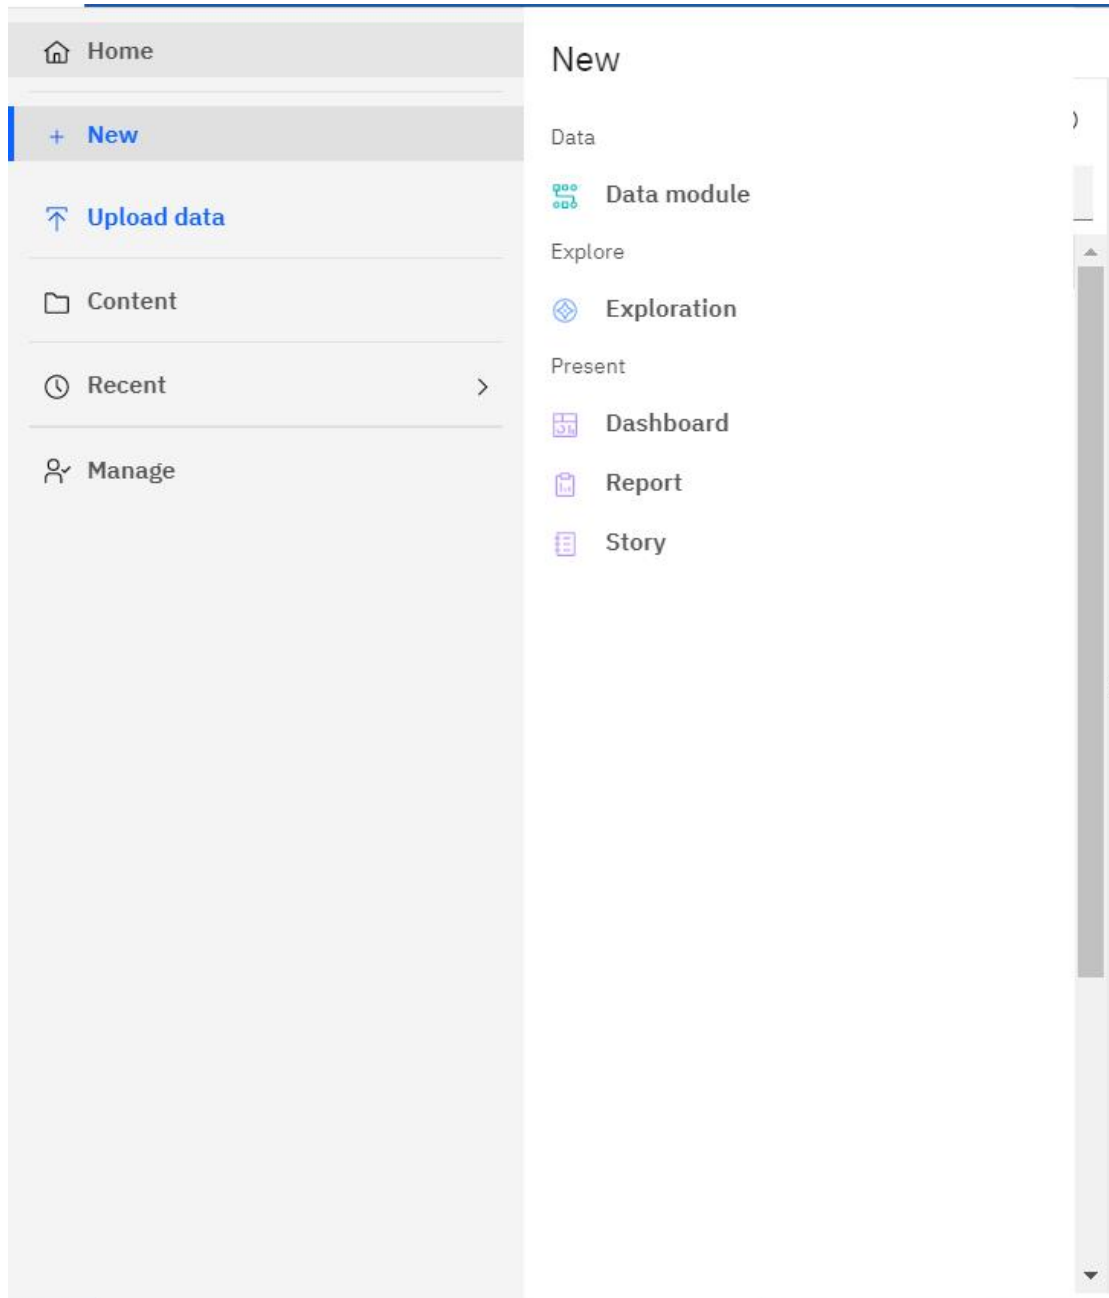 Home
New
Upload data
Content
Recent
Manage
New
Data
Data module
Explore
Exploration
Present
Dashboard
Report
Story